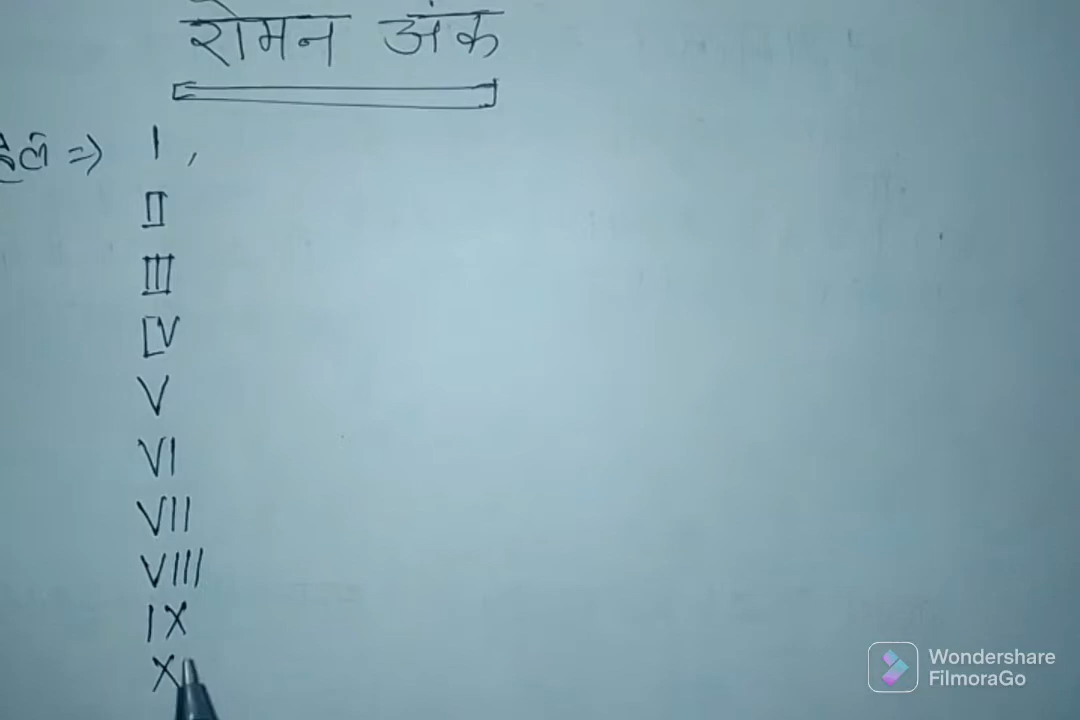 रोमन अंक
=> I ,
II
III
IV
V
VI
VII
VIII
IX
X
Wondershare
FilmoraGo